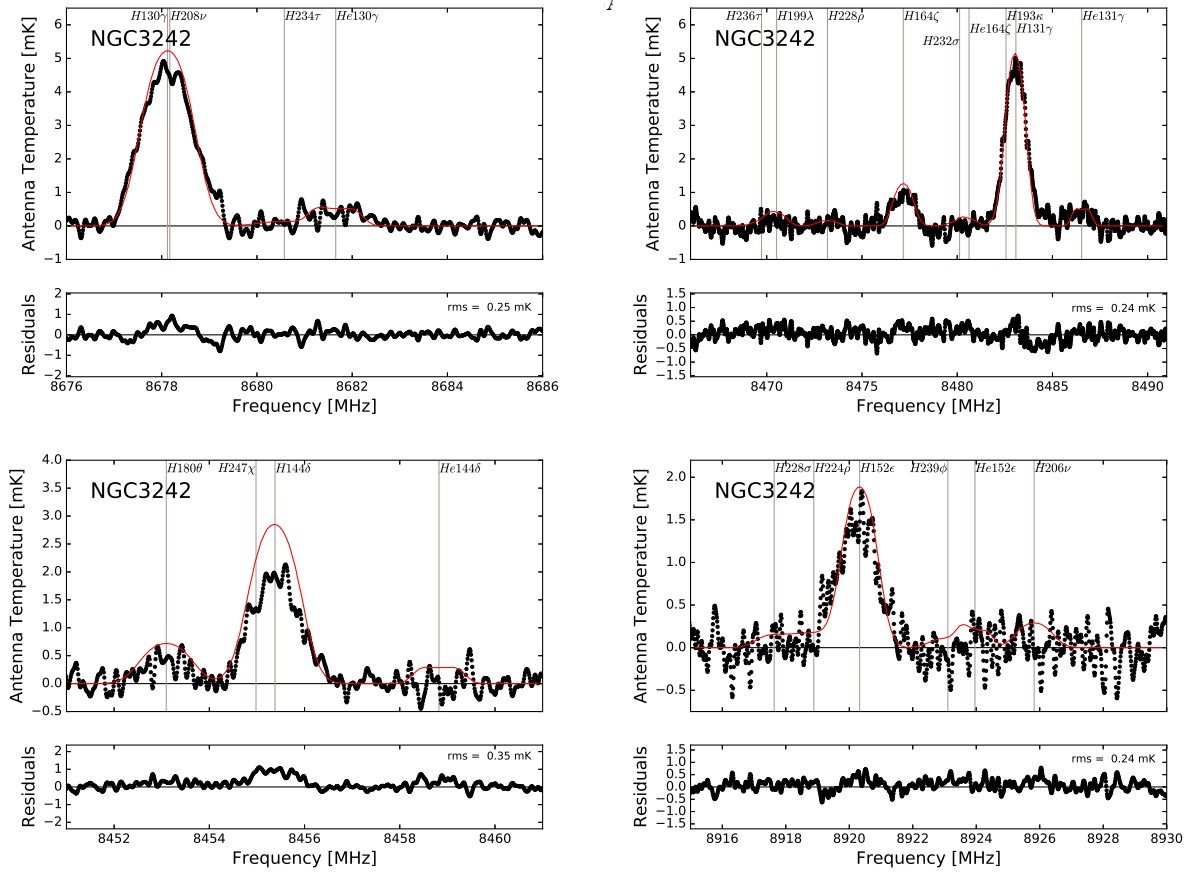 H130γ H208ν H234τ He130γ
NGC3242
6
5
4
3
2
1
0
−1
Antenna Temperature [mK]
rms = 0.25 mK
2
1
0
−1
−2
Residuals
8676 8678 8680 8682 8684 8686
Frequency [MHz]
H236τ H199λ H228ρ H164ζ H193κ He131γ
He164ζ H131γ
H232σ
NGC3242
6
5
4
3
2
1
0
−1
Antenna Temperature [mK]
rms = 0.24 mK
1.5
1.0
0.5
0.0
−0.5
−1.0
−1.5
Residuals
8470 8475 8480 8485 8490
Frequency [MHz]
H180θ H247χ H144δ He144δ
NGC3242
4.0
3.5
3.0
2.5
2.0
1.5
1.0
0.5
0.0
−0.5
Antenna Temperature [mK]
rms = 0.35 mK
2
1
0
−1
−2
Residuals
8452 8454 8456 8458 8460
Frequency [MHz]
H228σ H224ρ H152ϵ H239ϕ He152ϵ H206ν
NGC3242
2.0
1.5
1.0
0.5
0.0
−0.5
Antenna Temperature [mK]
rms = 0.24 mK
1.5
1.0
0.5
0.0
−0.5
−1.0
−1.5
Residuals
8916 8918 8920 8922 8924 8926 8928 8930
Frequency [MHz]